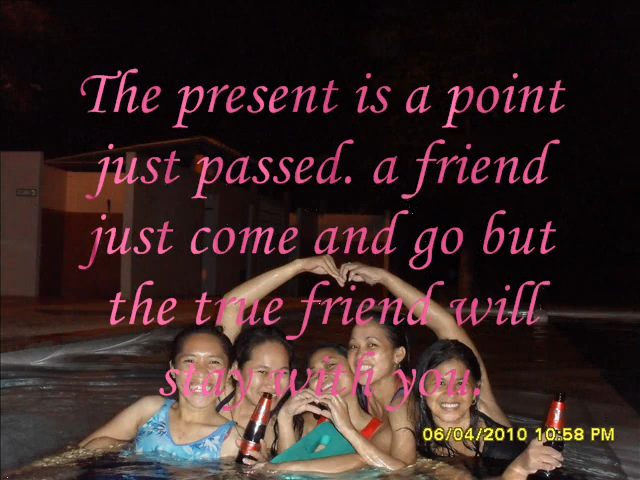 The present is a point
just passed. a friend
just come and go but
the true friend will
stay with you.
06/04/2010 10:58 PM